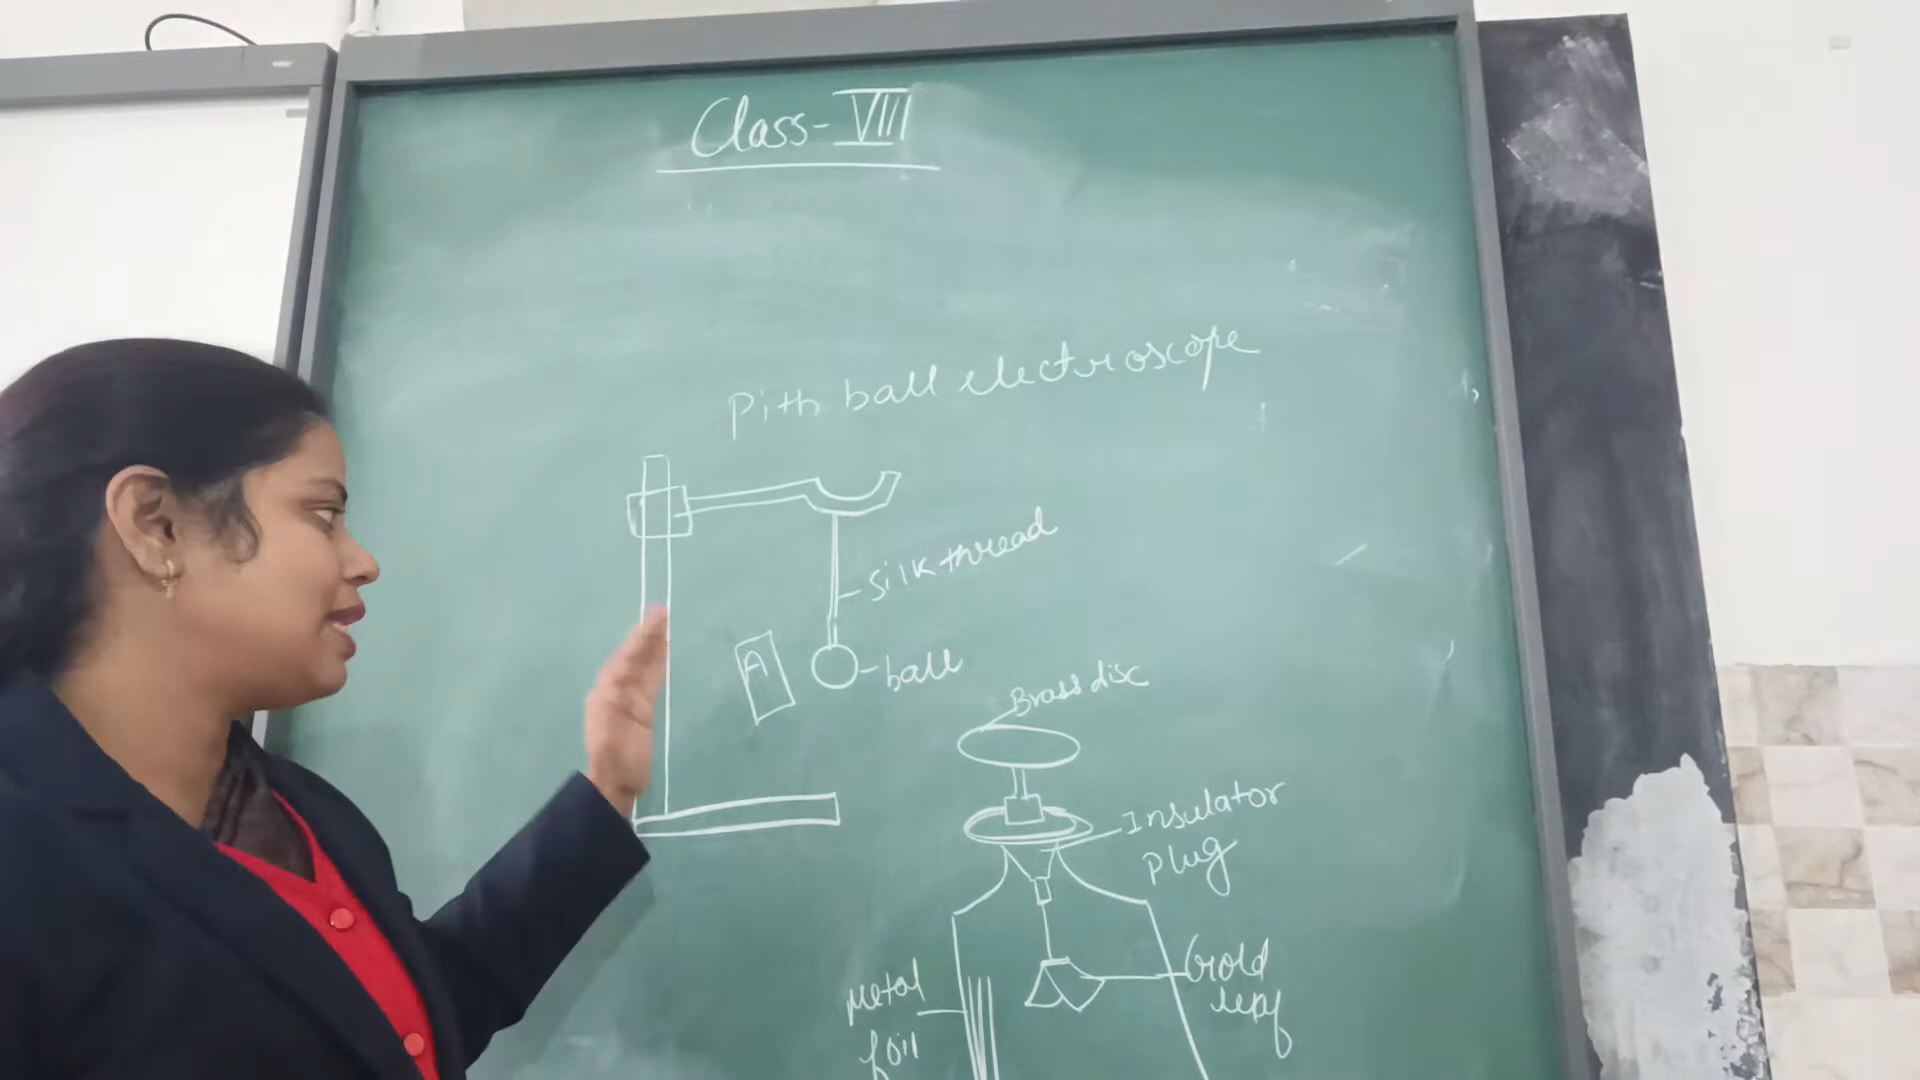 Class-VIII
Pith ball electroscope
silk thread
A
ball
Brass disc
Insulator
plug
Gold
leaf
Metal
foil